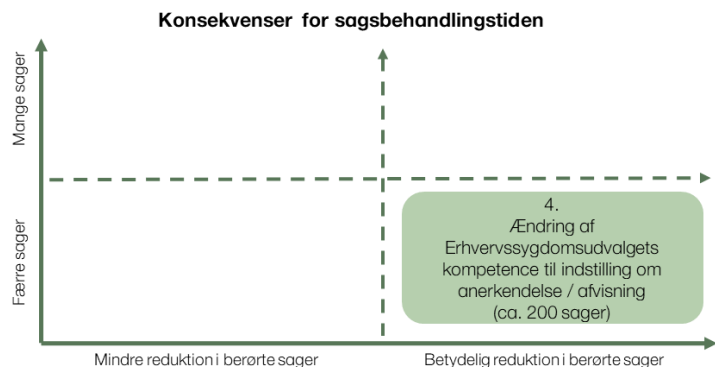 Konsekvenser for sagsbehandlingstiden
Mange sager
Færre sager
4.
Ændring af
Erhvervssygdomsudvalgets
kompetence til indstilling om
anerkendelse / afvisning
(ca. 200 sager)
Mindre reduktion i berørte sager
Betydelig reduktion i berørte sager